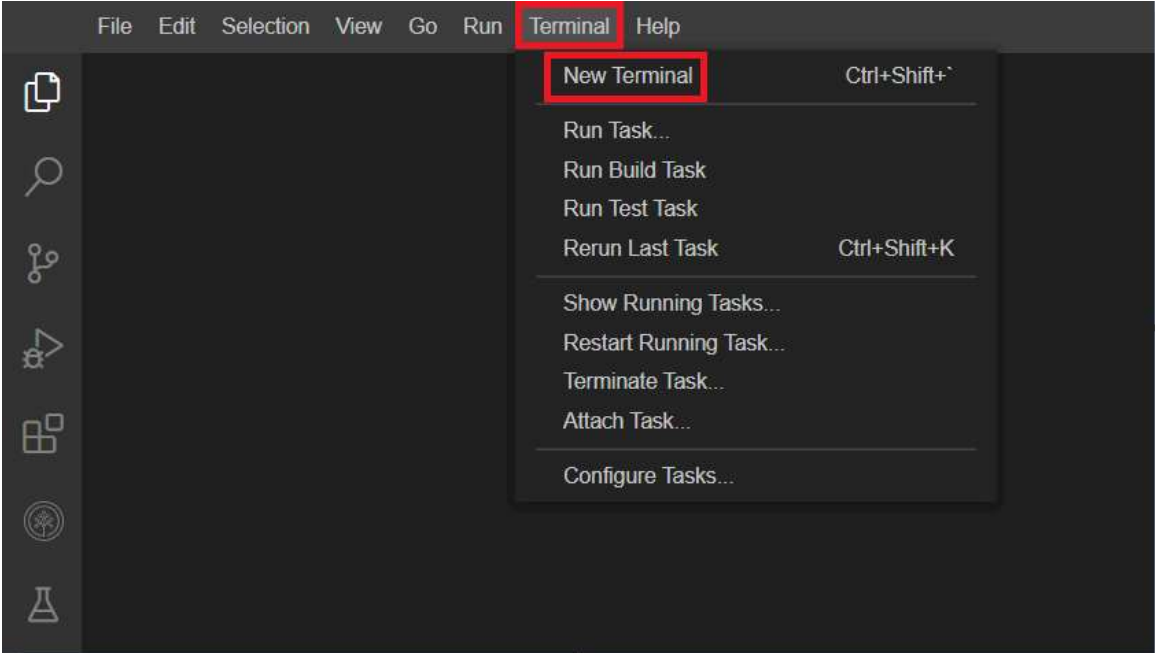 File Edit Selection View Go Run Terminal Help
New Terminal Ctrl+Shift+`
Run Task...
Run Build Task
Run Test Task
Rerun Last Task Ctrl+Shift+K
Show Running Tasks...
Restart Running Task...
Terminate Task...
Attach Task...
Configure Tasks...